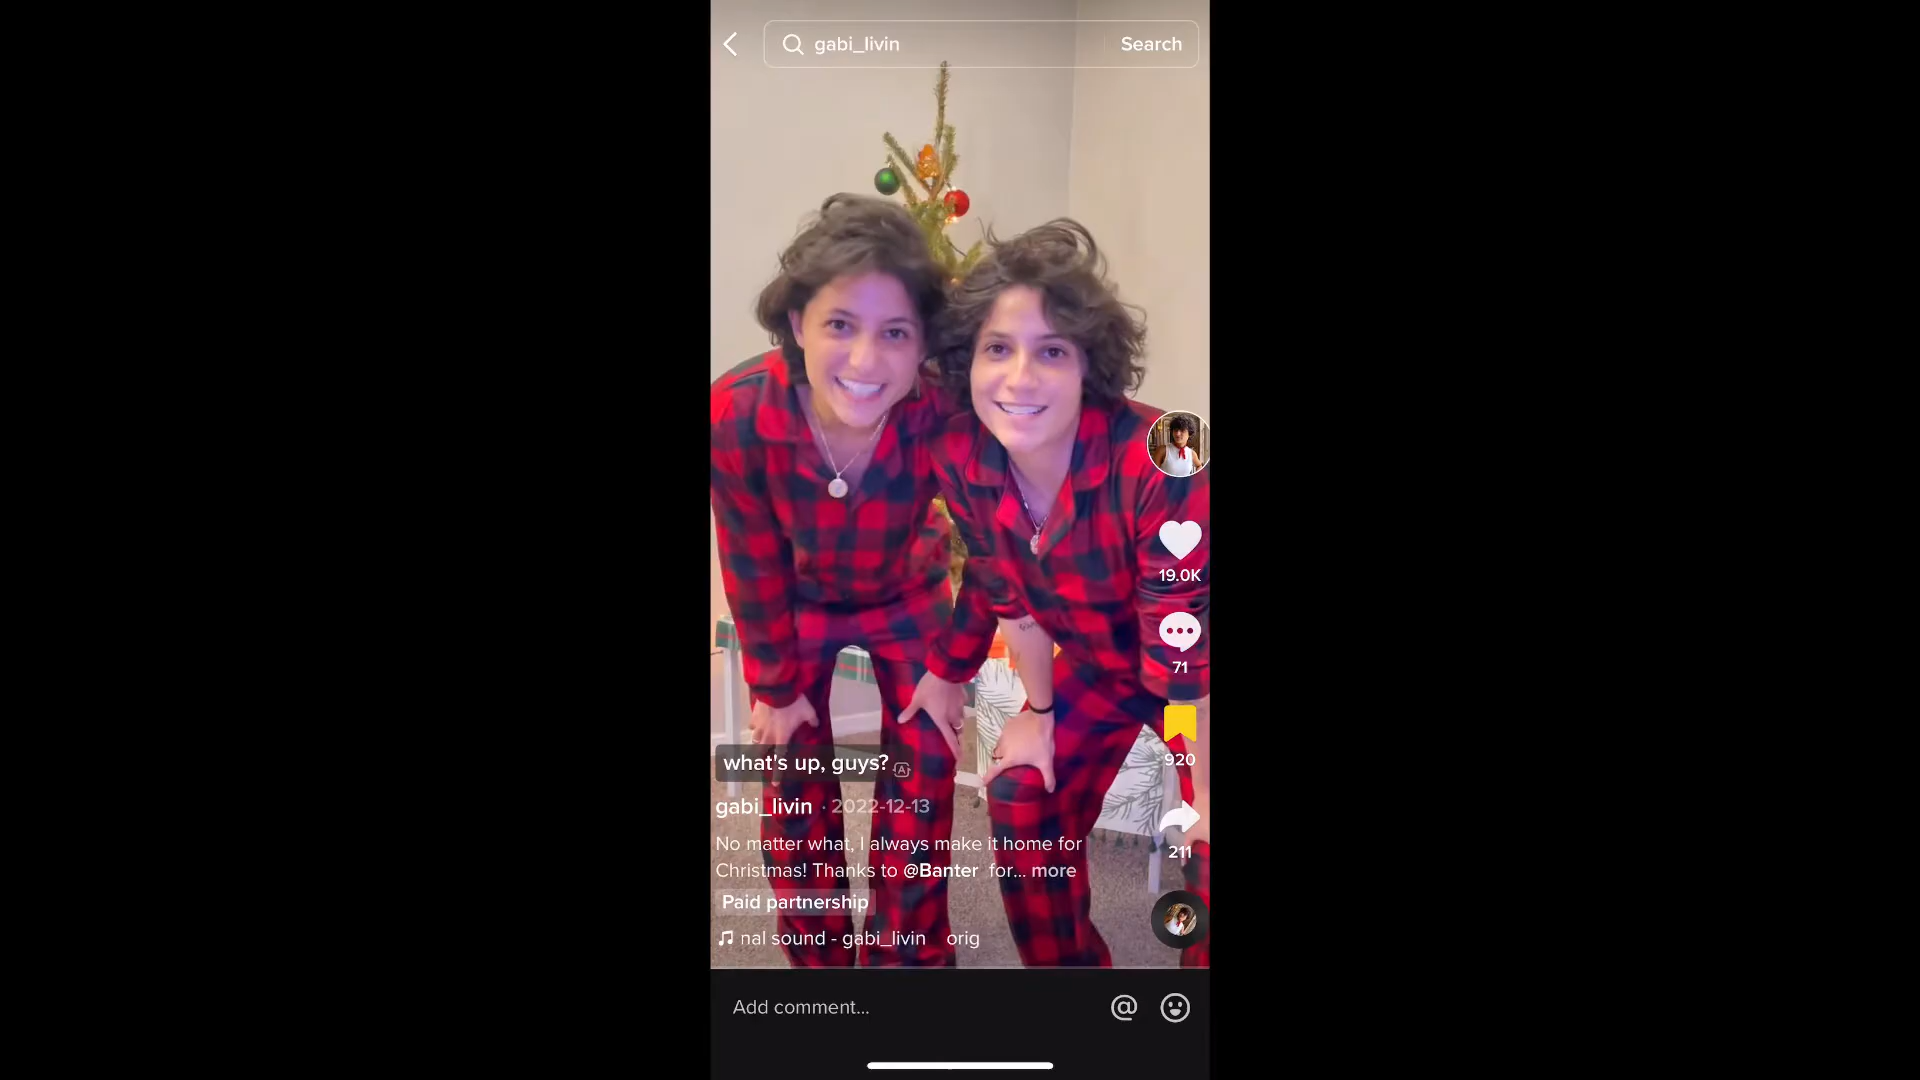 gabi_livin
Search
19.0K
71
920
211
what's up, guys?
gabi_livin · 2022-12-13
No matter what, I always make it home for
Christmas! Thanks to @Banter for... more
Paid partnership
nal sound - gabi_livin orig
Add comment...